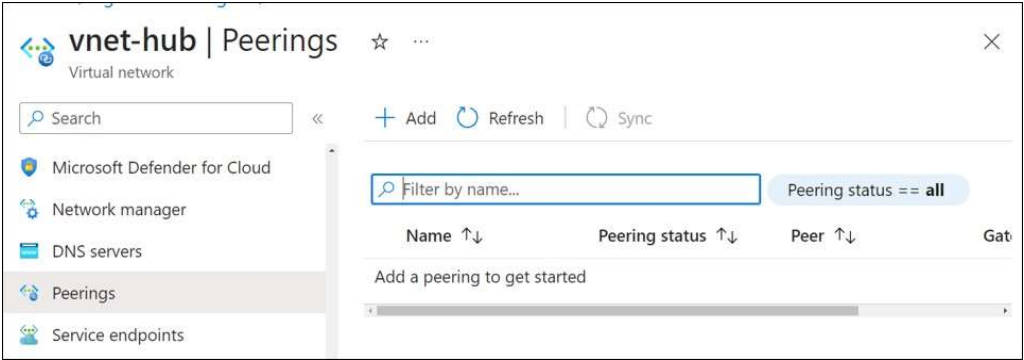 vnet-hub | Peerings
Virtual network
Search
Microsoft Defender for Cloud
Network manager
DNS servers
Peerings
Service endpoints
Add Refresh Sync
Filter by name...
Peering status == all
Name Peering status Peer
Add a peering to get started